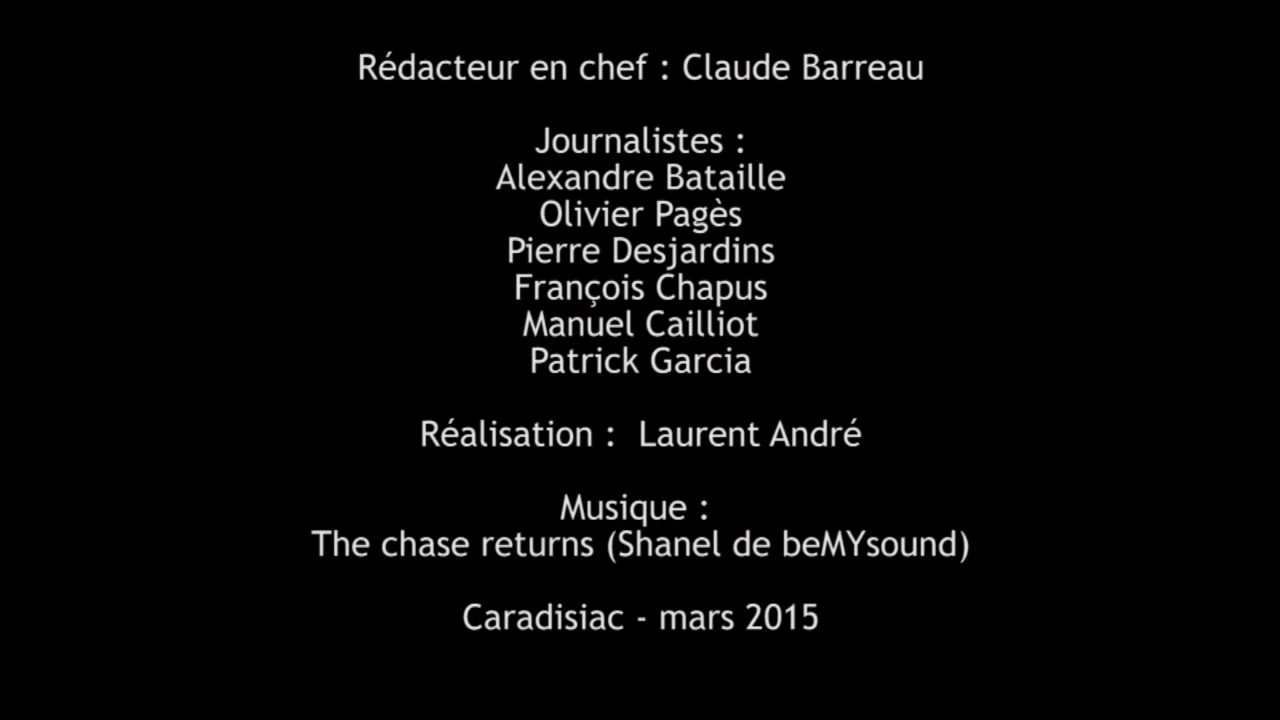 Rédacteur en chef : Claude Barreau
Journalistes :
Alexandre Bataille
Olivier Pagès
Pierre Desjardins
François Chapus
Manuel Cailliot
Patrick Garcia
Réalisation : Laurent André
Musique :
The chase returns (Shanel de beMYsound)
Caradisiac - mars 2015